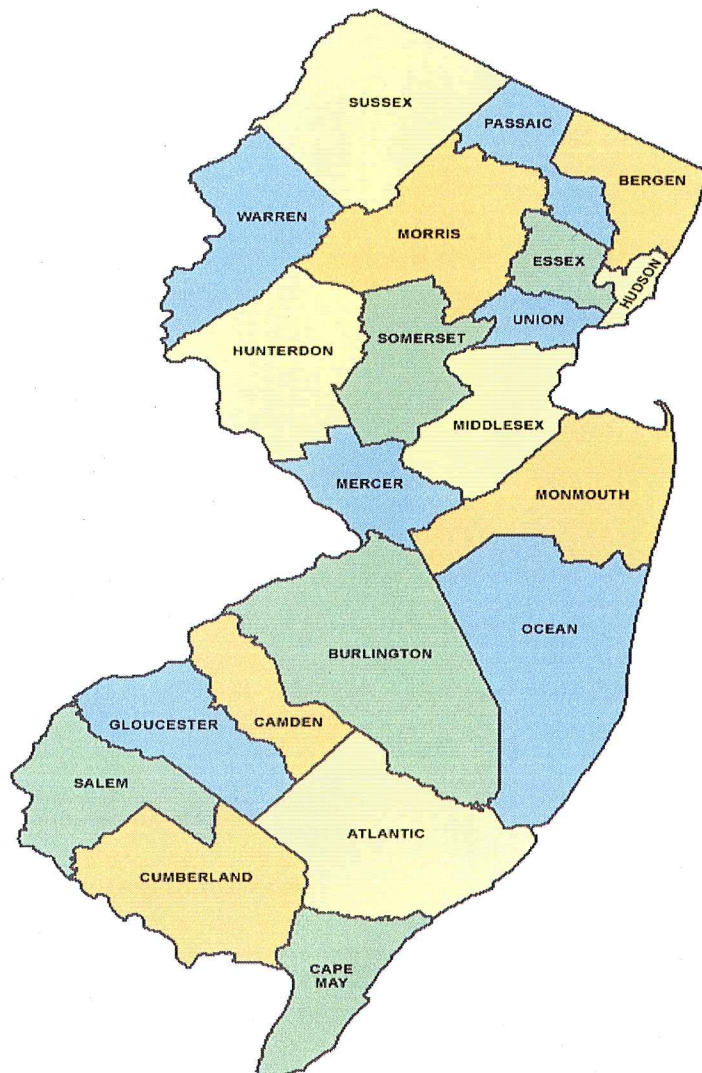 SUSSEX
PASSAIC
BERGEN
WARREN
MORRIS
ESSEX
HUDSON
UNION
SOMERSET
HUNTERDON
MIDDLESEX
MERCER
MONMOUTH
OCEAN
BURLINGTON
CAMDEN
GLOUCESTER
SALEM
ATLANTIC
CUMBERLAND
CAPE
MAY